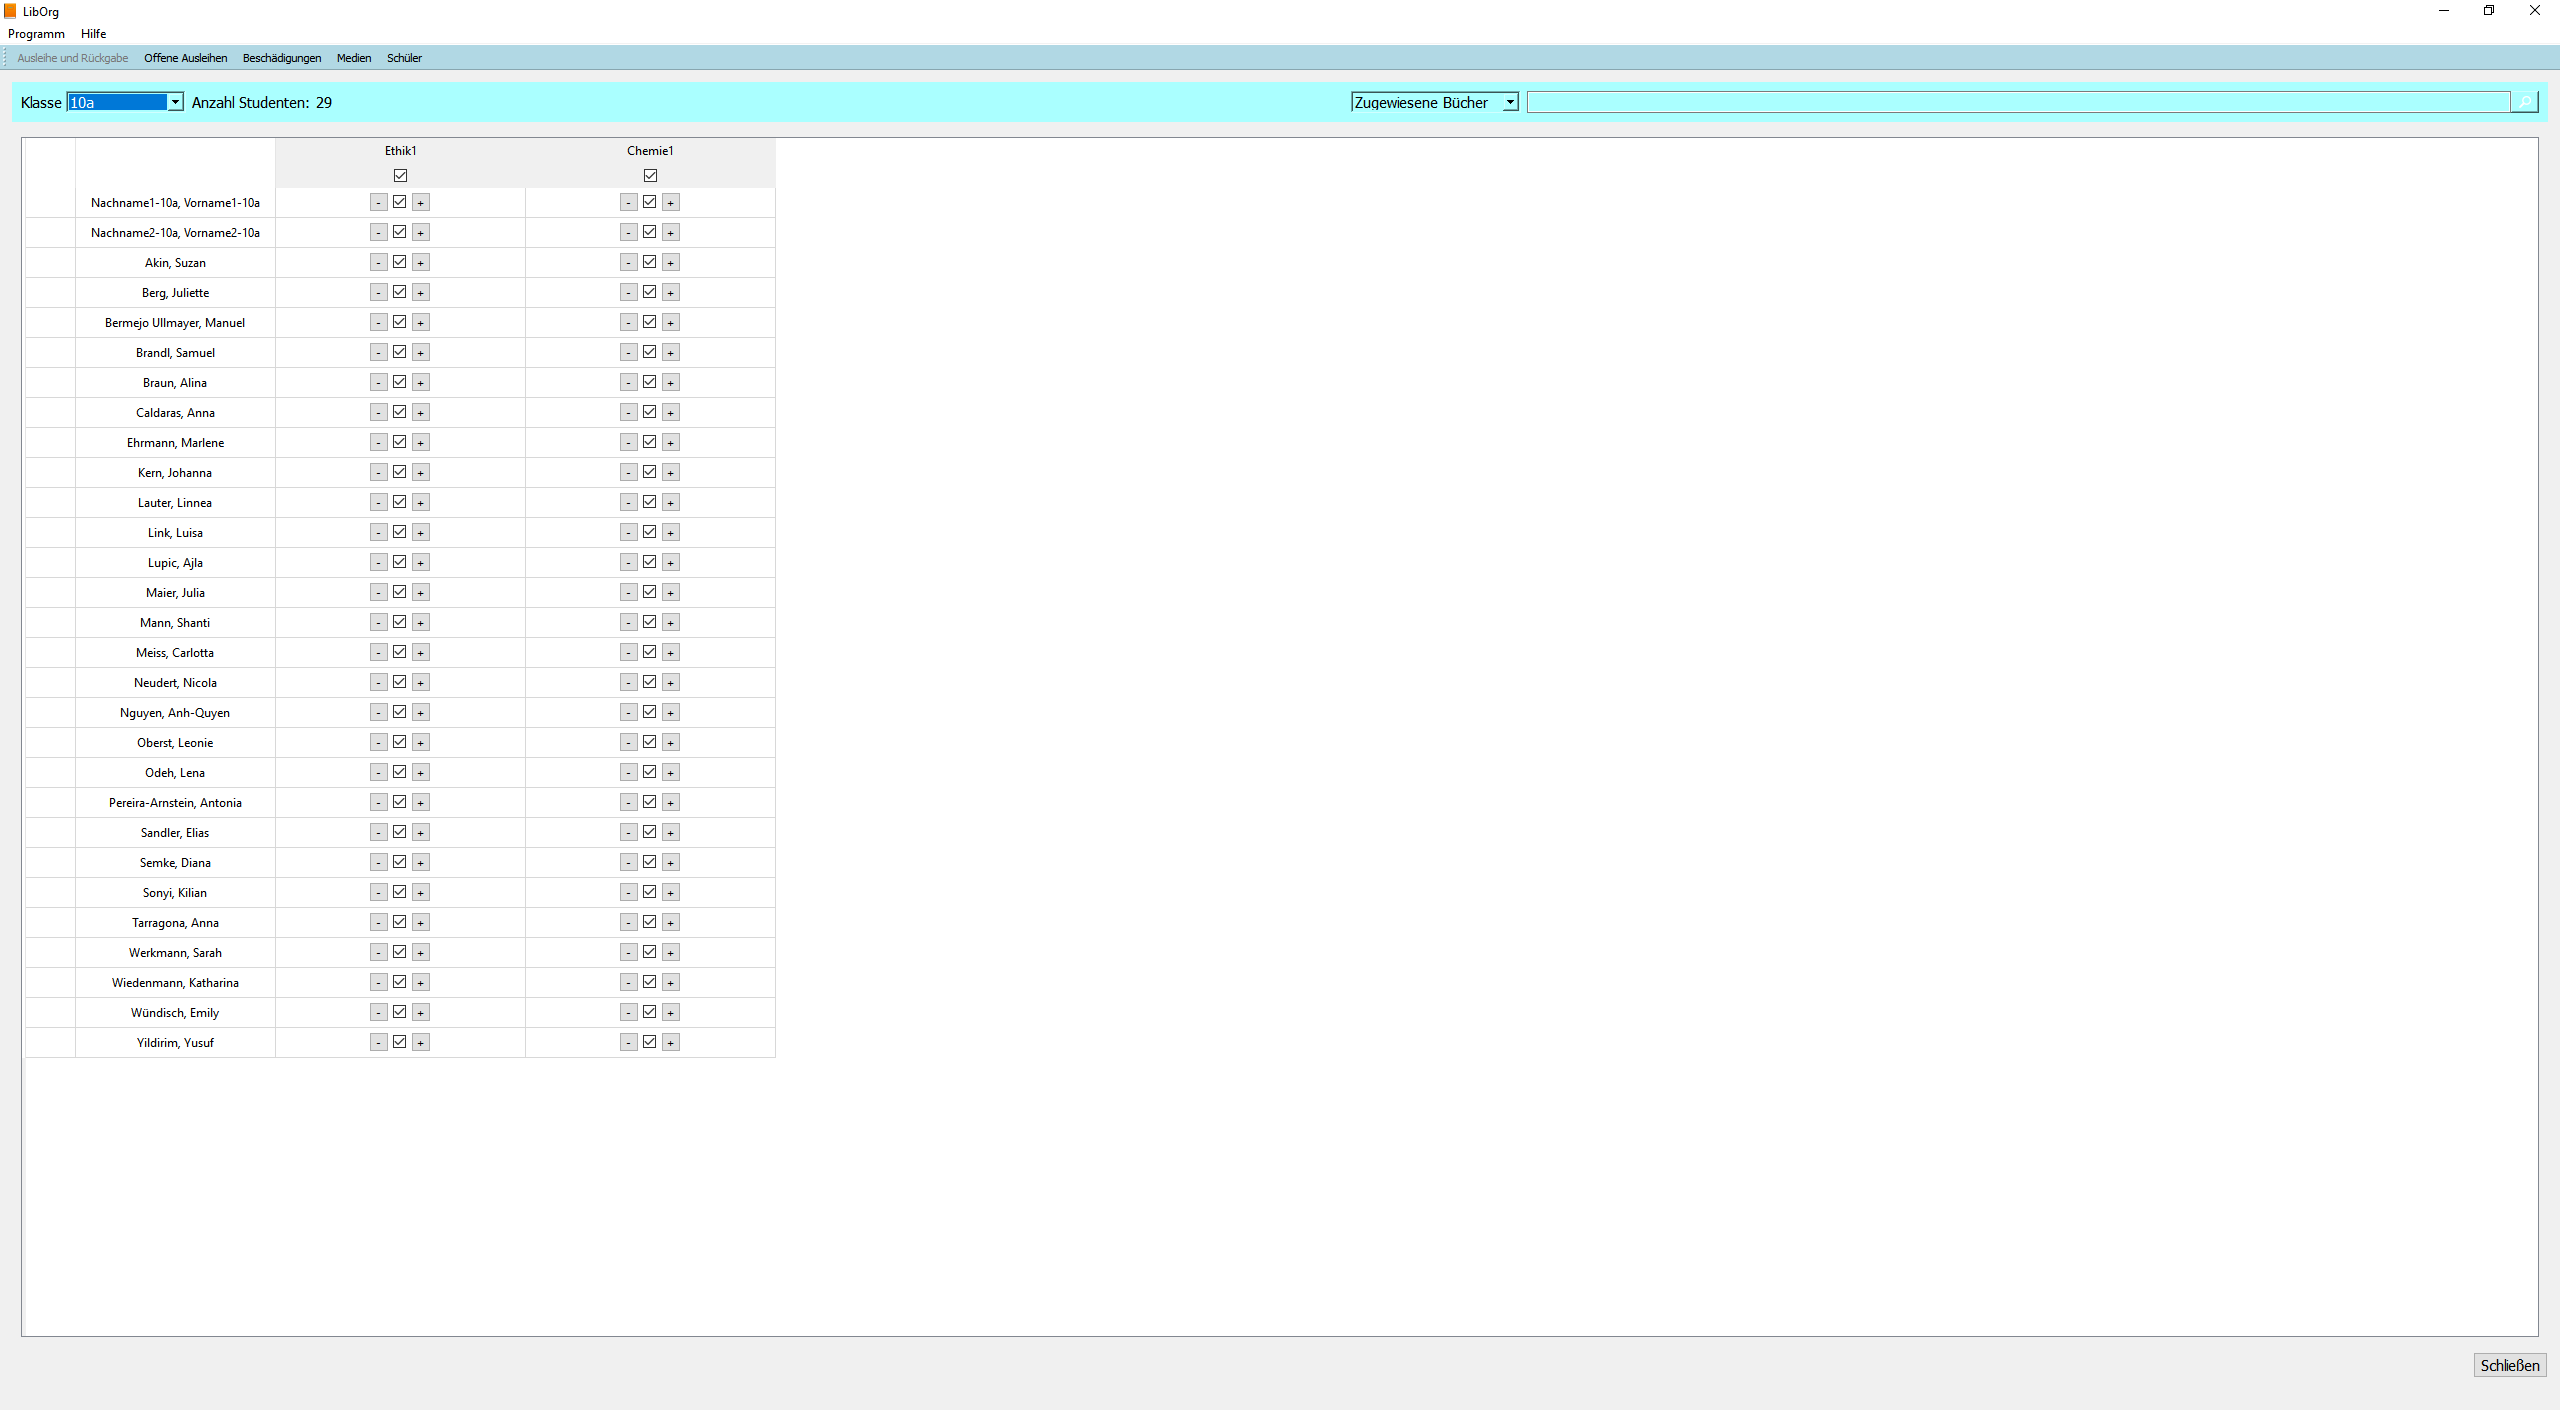 LibOrg
Programm Hilfe
Ausleihe und Rückgabe Offene Ausleihen Beschädigungen Medien Schüler
Klasse 10a Anzahl Studenten: 29 Zugewiesene Bücher
Ethik1 Chemie1
Nachname1-10a, Vorname1-10a - + - +
Nachname2-10a, Vorname2-10a - + - +
Akin, Suzan - + - +
Berg, Juliette - + - +
Bermejo Ullmayer, Manuel - + - +
Brandl, Samuel - + - +
Braun, Alina - + - +
Caldaras, Anna - + - +
Ehrmann, Marlene - + - +
Kern, Johanna - + - +
Lauter, Linnea - + - +
Link, Luisa - + - +
Lupic, Ajla - + - +
Maier, Julia - + - +
Mann, Shanti - + - +
Meiss, Carlotta - + - +
Neudert, Nicola - + - +
Nguyen, Anh-Quyen - + - +
Oberst, Leonie - + - +
Odeh, Lena - + - +
Pereira-Arnstein, Antonia - + - +
Sandler, Elias - + - +
Semke, Diana - + - +
Sonyi, Kilian - + - +
Tarragona, Anna - + - +
Werkmann, Sarah - + - +
Wiedenmann, Katharina - + - +
Wündisch, Emily - + - +
Yildirim, Yusuf - + - +
Schließen